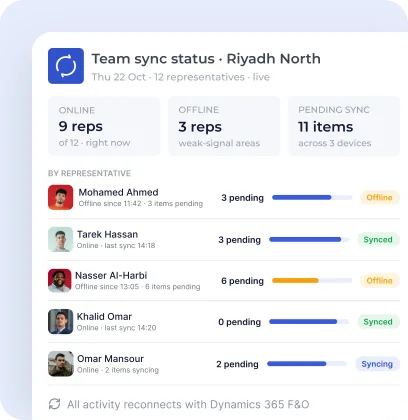 Team sync status · Riyadh North
Thu 22 Oct · 12 representatives · live
ONLINE
9 reps
of 12 · right now
OFFLINE
3 reps
weak-signal areas
PENDING SYNC
11 items
across 3 devices
BY REPRESENTATIVE
Mohamed Ahmed
Offline since 11:42 · 3 items pending
3 pending
Offline
Tarek Hassan
Online · last sync 14:18
3 pending
Synced
Nasser Al-Harbi
Offline since 13:05 · 6 items pending
6 pending
Offline
Khalid Omar
Online · last sync 14:20
0 pending
Synced
Omar Mansour
Online · 2 items syncing
2 pending
Syncing
All activity reconnects with Dynamics 365 F&O